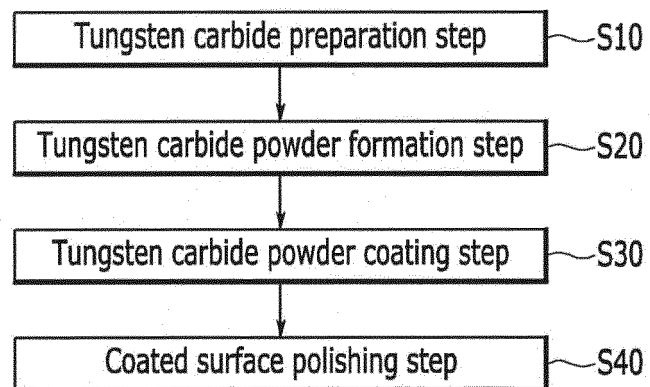 Tungsten carbide preparation step S10
Tungsten carbide powder formation step S20
Tungsten carbide powder coating step S30
Coated surface polishing step S40